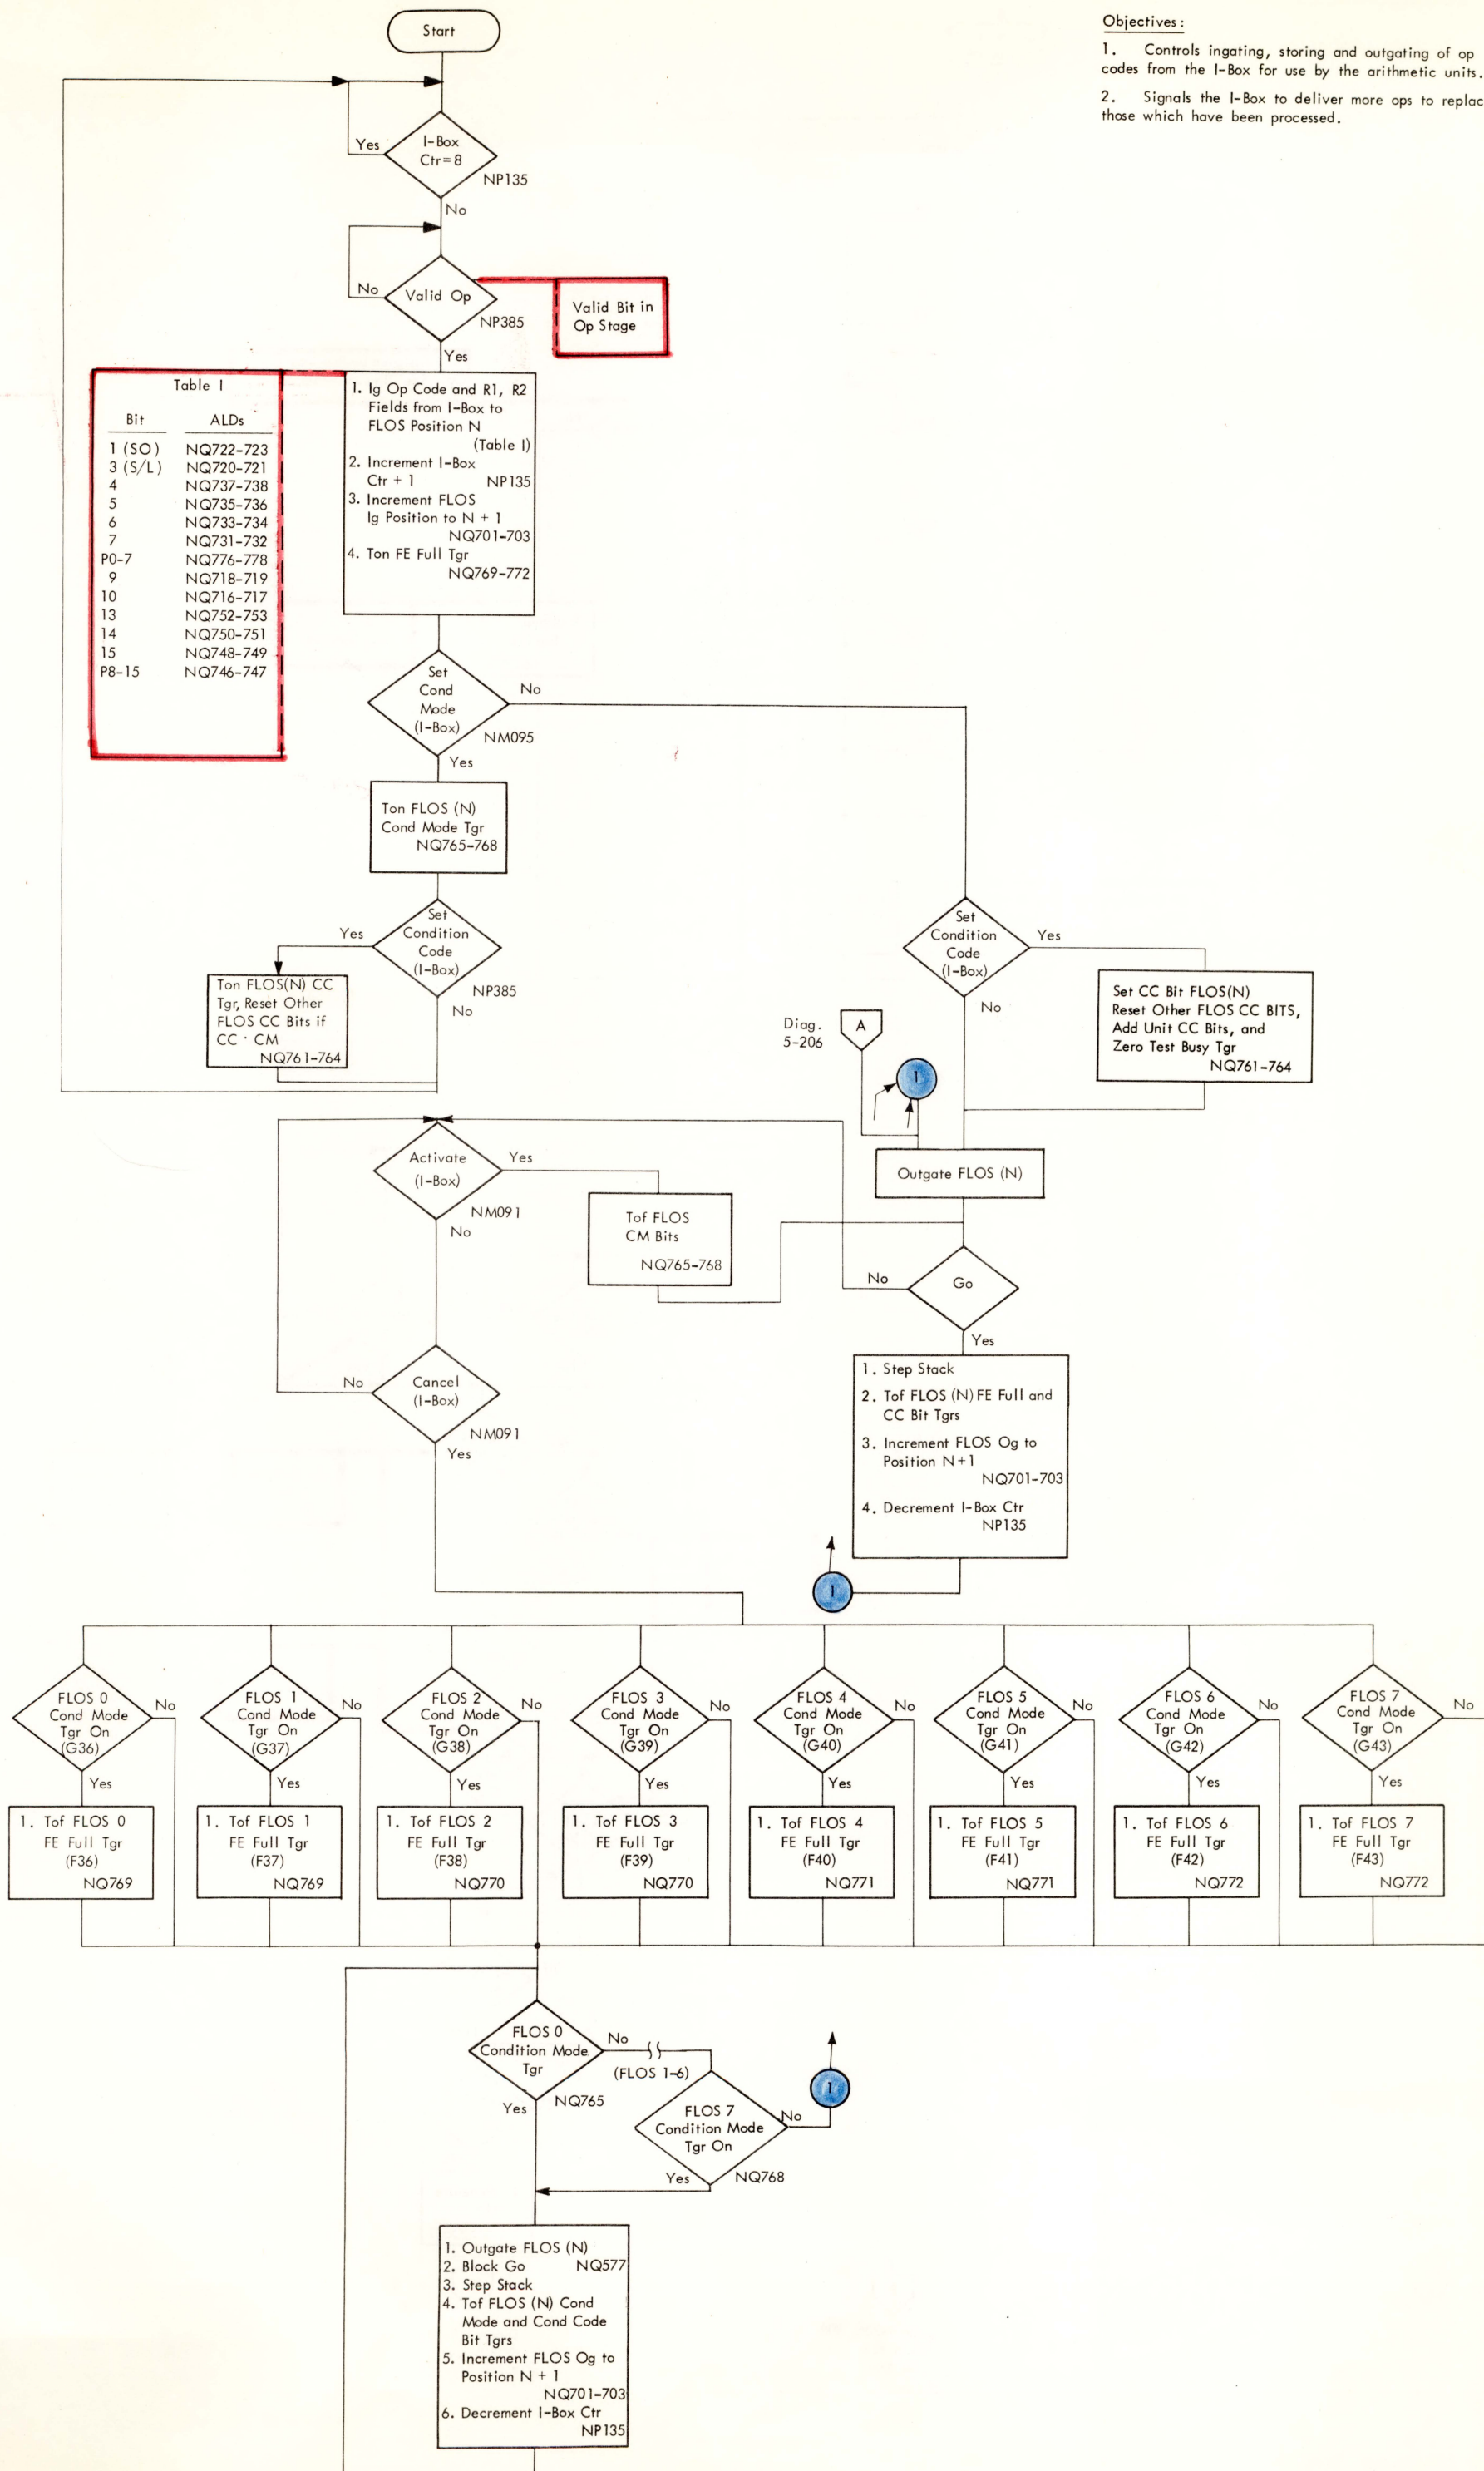 Start
Objectives:
1. Controls ingating, storing and outgating of op
codes from the I-Box for use by the arithmetic units.
2. Signals the I-Box to deliver more ops to replac
those which have been processed.
I-Box
Ctr=8
Yes
NP135
No
Valid Op
No
NP385
Yes
Valid Bit in
Op Stage
Table I
Bit ALDs
1 (SO) NQ722-723
3 (S/L) NQ720-721
4 NQ737-738
5 NQ735-736
6 NQ733-734
7 NQ731-732
P0-7 NQ776-778
9 NQ718-719
10 NQ716-717
13 NQ752-753
14 NQ750-751
15 NQ748-749
P8-15 NQ746-747
1. Ig Op Code and R1, R2
Fields from I-Box to
FLOS Position N
(Table I)
2. Increment I-Box
Ctr + 1 NP135
3. Increment FLOS
Ig Position to N + 1
NQ701-703
4. Ton FE Full Tgr
NQ769-772
Set
Cond
Mode
(I-Box)
No
NM095
Yes
Ton FLOS (N)
Cond Mode Tgr
NQ765-768
Set
Condition
Code
(I-Box)
Yes
NP385
No
Ton FLOS(N) CC
Tgr, Reset Other
FLOS CC Bits if
CC · CM
NQ761-764
Set
Condition
Code
(I-Box)
Yes
No
Set CC Bit FLOS(N)
Reset Other FLOS CC BITS,
Add Unit CC Bits, and
Zero Test Busy Tgr
NQ761-764
Diag.
5-206
A
1
Outgate FLOS (N)
Activate
(I-Box)
Yes
NM091
No
Tof FLOS
CM Bits
NQ765-768
Go
No
Yes
Cancel
(I-Box)
No
NM091
Yes
1. Step Stack
2. Tof FLOS (N) FE Full and
CC Bit Tgrs
3. Increment FLOS Og to
Position N+1
NQ701-703
4. Decrement I-Box Ctr
NP135
1
FLOS 0
Cond Mode
Tgr On
(G36)
No
Yes
1. Tof FLOS 0
FE Full Tgr
(F36)
NQ769
FLOS 1
Cond Mode
Tgr On
(G37)
No
Yes
1. Tof FLOS 1
FE Full Tgr
(F37)
NQ769
FLOS 2
Cond Mode
Tgr On
(G38)
No
Yes
1. Tof FLOS 2
FE Full Tgr
(F38)
NQ770
FLOS 3
Cond Mode
Tgr On
(G39)
No
Yes
1. Tof FLOS 3
FE Full Tgr
(F39)
NQ770
FLOS 4
Cond Mode
Tgr On
(G40)
No
Yes
1. Tof FLOS 4
FE Full Tgr
(F40)
NQ771
FLOS 5
Cond Mode
Tgr On
(G41)
No
Yes
1. Tof FLOS 5
FE Full Tgr
(F41)
NQ771
FLOS 6
Cond Mode
Tgr On
(G42)
No
Yes
1. Tof FLOS 6
FE Full Tgr
(F42)
NQ772
FLOS 7
Cond Mode
Tgr On
(G43)
No
Yes
1. Tof FLOS 7
FE Full Tgr
(F43)
NQ772
FLOS 0
Condition Mode
Tgr
No
(FLOS 1-6)
NQ765
Yes
FLOS 7
Condition Mode
Tgr On
No
1
Yes
NQ768
1. Outgate FLOS (N)
2. Block Go NQ577
3. Step Stack
4. Tof FLOS (N) Cond
Mode and Cond Code
Bit Tgrs
5. Increment FLOS Og to
Position N + 1
NQ701-703
6. Decrement I-Box Ctr
NP135